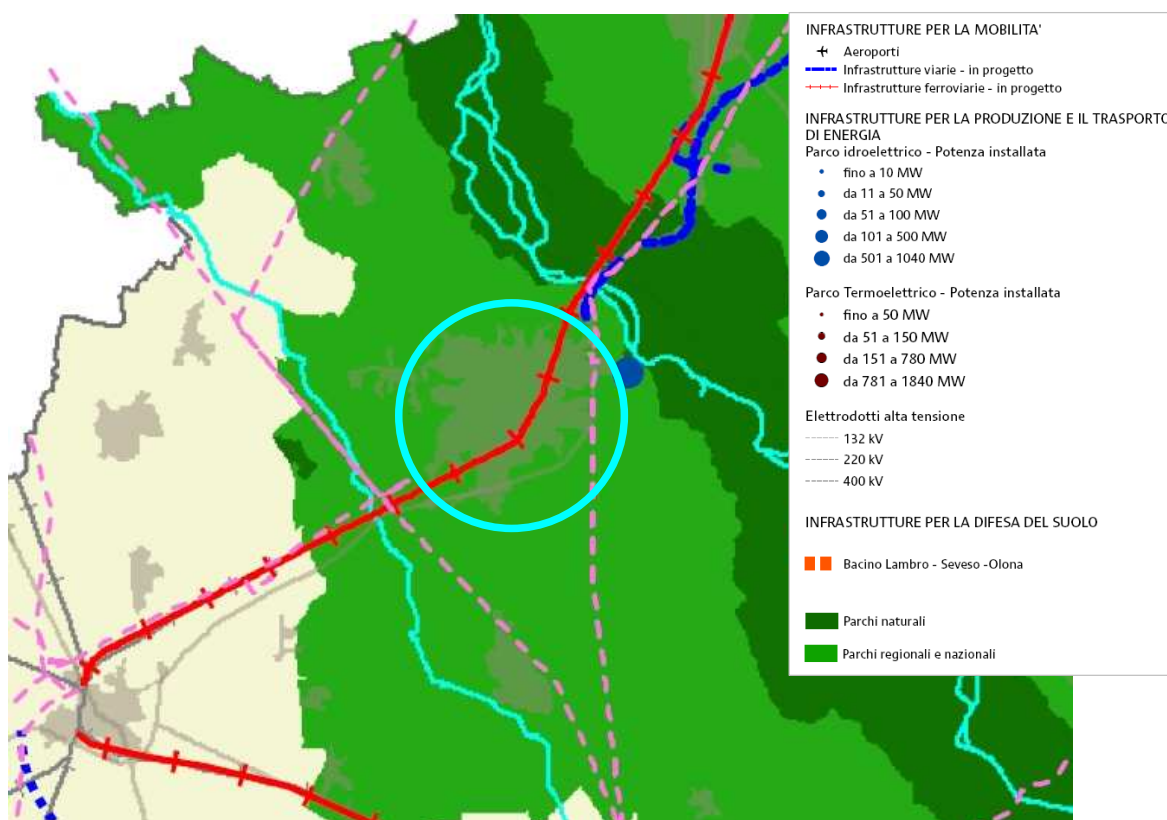 INFRASTRUTTURE PER LA MOBILITA'
Aeroporti
Infrastrutture viarie - in progetto
Infrastrutture ferroviarie - in progetto
INFRASTRUTTURE PER LA PRODUZIONE E IL TRASPORTO
DI ENERGIA
Parco idroelettrico - Potenza installata
fino a 10 MW
da 11 a 50 MW
da 51 a 100 MW
da 101 a 500 MW
da 501 a 1040 MW
Parco Termoelettrico - Potenza installata
fino a 50 MW
da 51 a 150 MW
da 151 a 780 MW
da 781 a 1840 MW
Elettrodotti alta tensione
132 kV
220 kV
400 kV
INFRASTRUTTURE PER LA DIFESA DEL SUOLO
Bacino Lambro - Seveso -Olona
Parchi naturali
Parchi regionali e nazionali